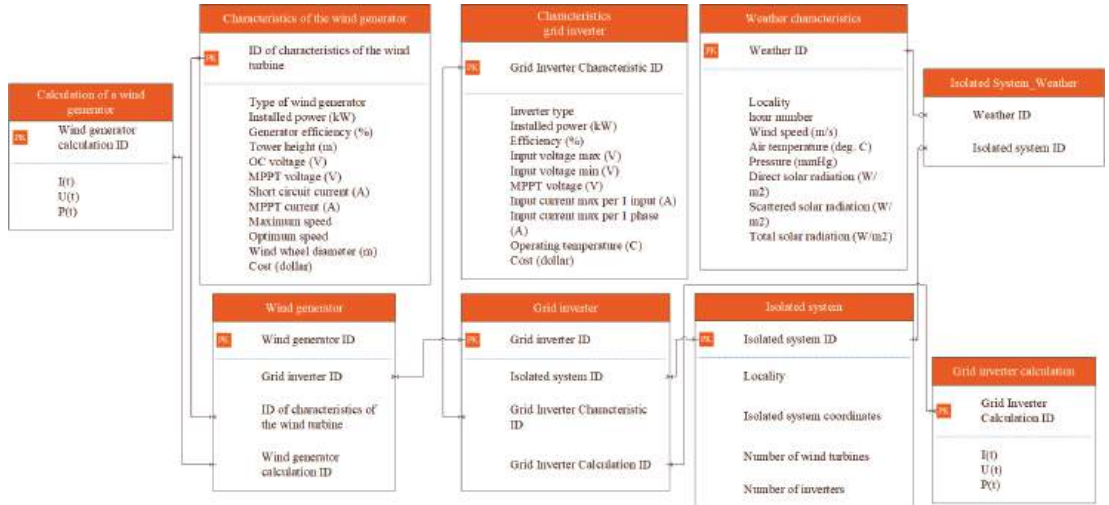 Characteristics of the wind generator
PK
ID of characteristics of the wind
turbine
Type of wind generator
Installed power (kW)
Generator efficiency (%)
Tower height (m)
OC voltage (V)
MPPT voltage (V)
Short circuit current (A)
MPPT current (A)
Maximum speed
Optimum speed
Wind wheel diameter (m)
Cost (dollar)
Characteristics
grid inverter
PK
Grid Inverter Characteristic ID
Inverter type
Installed power (kW)
Efficiency (%)
Input voltage max (V)
Input voltage min (V)
MPPT voltage (V)
Input current max per 1 input (A)
Input current max per 1 phase
(A)
Operating temperature (C)
Cost (dollar)
Weather characteristics
PK
Weather ID
Locality
hour number
Wind speed (m/s)
Air temperature (deg. C)
Pressure (mmHg)
Direct solar radiation (W/
m2)
Scattered solar radiation (W/
m2)
Total solar radiation (W/m2)
Isolated System_Weather
Weather ID
Isolated system ID
Calculation of a wind
generator
PK
Wind generator
calculation ID
I(t)
U(t)
P(t)
Wind generator
PK
Wind generator ID
Grid inverter ID
ID of characteristics of
the wind turbine
Wind generator
calculation ID
Grid inverter
PK
Grid inverter ID
Isolated system ID
Grid Inverter Characteristic
ID
Grid Inverter Calculation ID
Isolated system
PK
Isolated system ID
Locality
Isolated system coordinates
Number of wind turbines
Number of inverters
Grid inverter calculation
PK
Grid Inverter
Calculation ID
I(t)
U(t)
P(t)